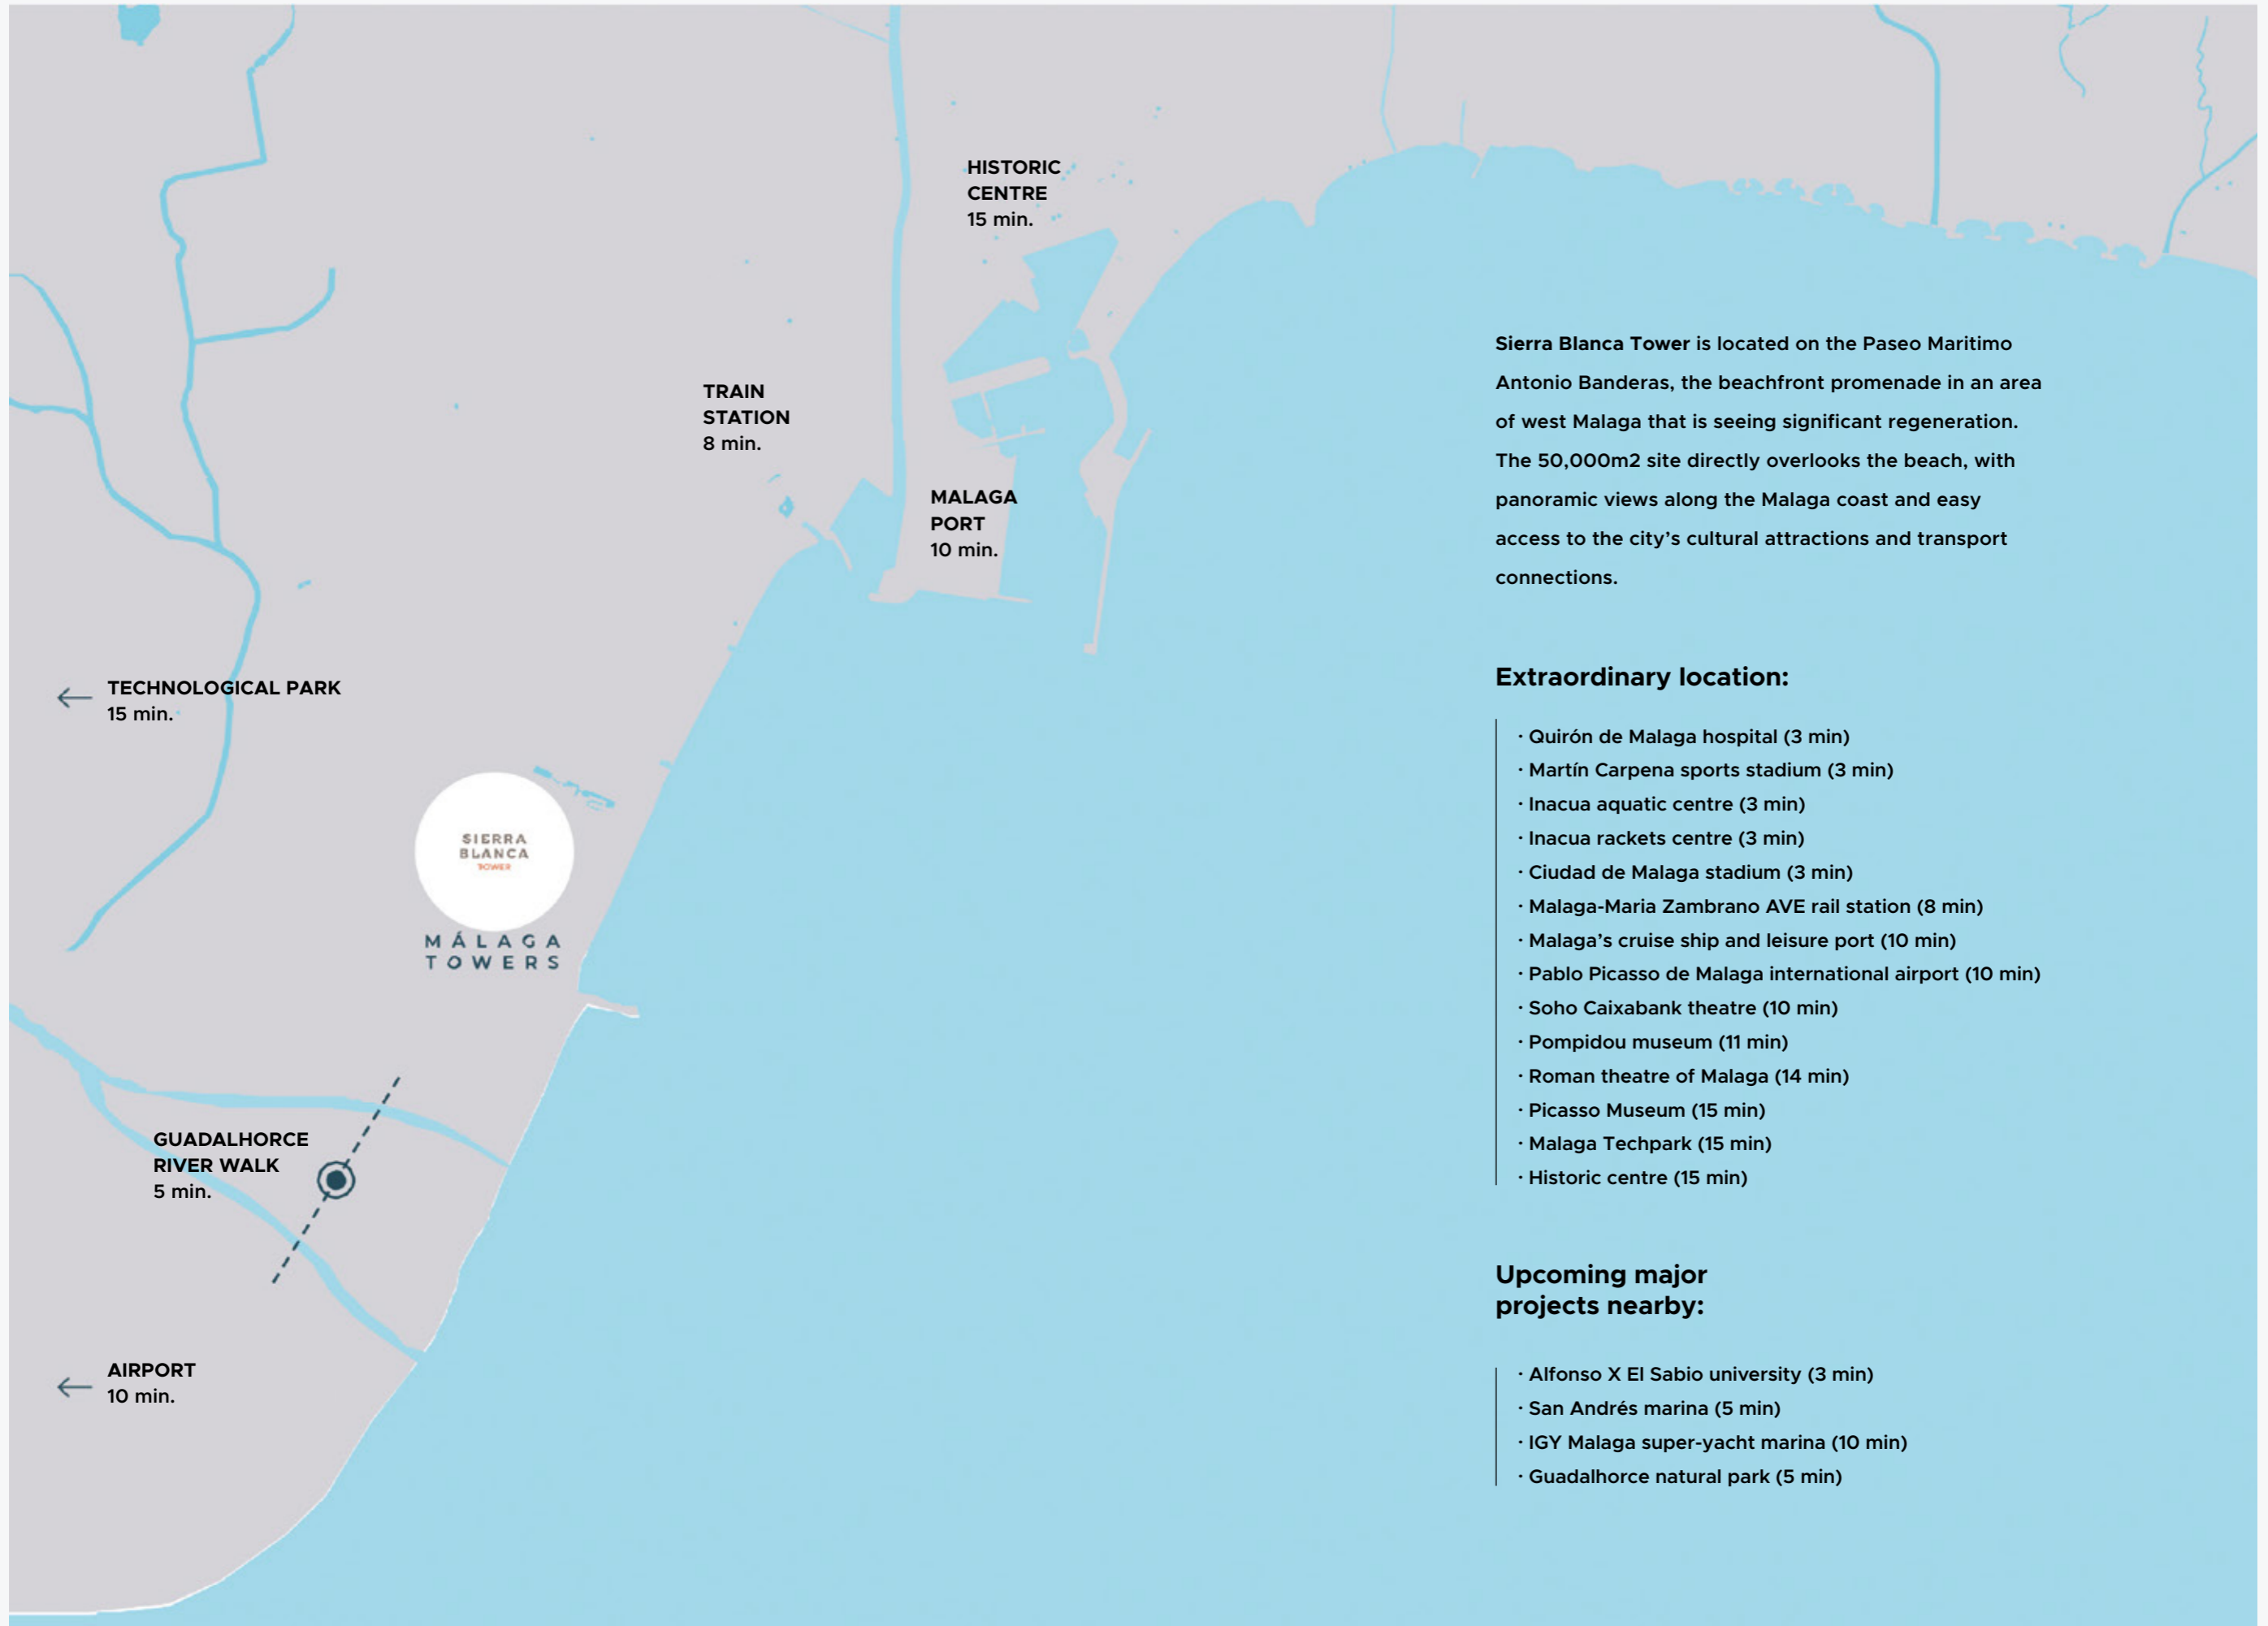 HISTORIC
CENTRE
15 min.
TRAIN
STATION
8 min.
MALAGA
PORT
10 min.
TECHNOLOGICAL PARK
15 min.
SIERRA
BLANCA
TOWER
MÁLAGA
TOWERS
GUADALHORCE
RIVER WALK
5 min.
AIRPORT
10 min.
Sierra Blanca Tower is located on the Paseo Maritimo
Antonio Banderas, the beachfront promenade in an area
of west Malaga that is seeing significant regeneration.
The 50,000m2 site directly overlooks the beach, with
panoramic views along the Malaga coast and easy
access to the city’s cultural attractions and transport
connections.
Extraordinary location:
· Quirón de Malaga hospital (3 min)
· Martín Carpena sports stadium (3 min)
· Inacua aquatic centre (3 min)
· Inacua rackets centre (3 min)
· Ciudad de Malaga stadium (3 min)
· Malaga-Maria Zambrano AVE rail station (8 min)
· Malaga’s cruise ship and leisure port (10 min)
· Pablo Picasso de Malaga international airport (10 min)
· Soho Caixabank theatre (10 min)
· Pompidou museum (11 min)
· Roman theatre of Malaga (14 min)
· Picasso Museum (15 min)
· Malaga Techpark (15 min)
· Historic centre (15 min)
Upcoming major
projects nearby:
· Alfonso X El Sabio university (3 min)
· San Andrés marina (5 min)
· IGY Malaga super-yacht marina (10 min)
· Guadalhorce natural park (5 min)